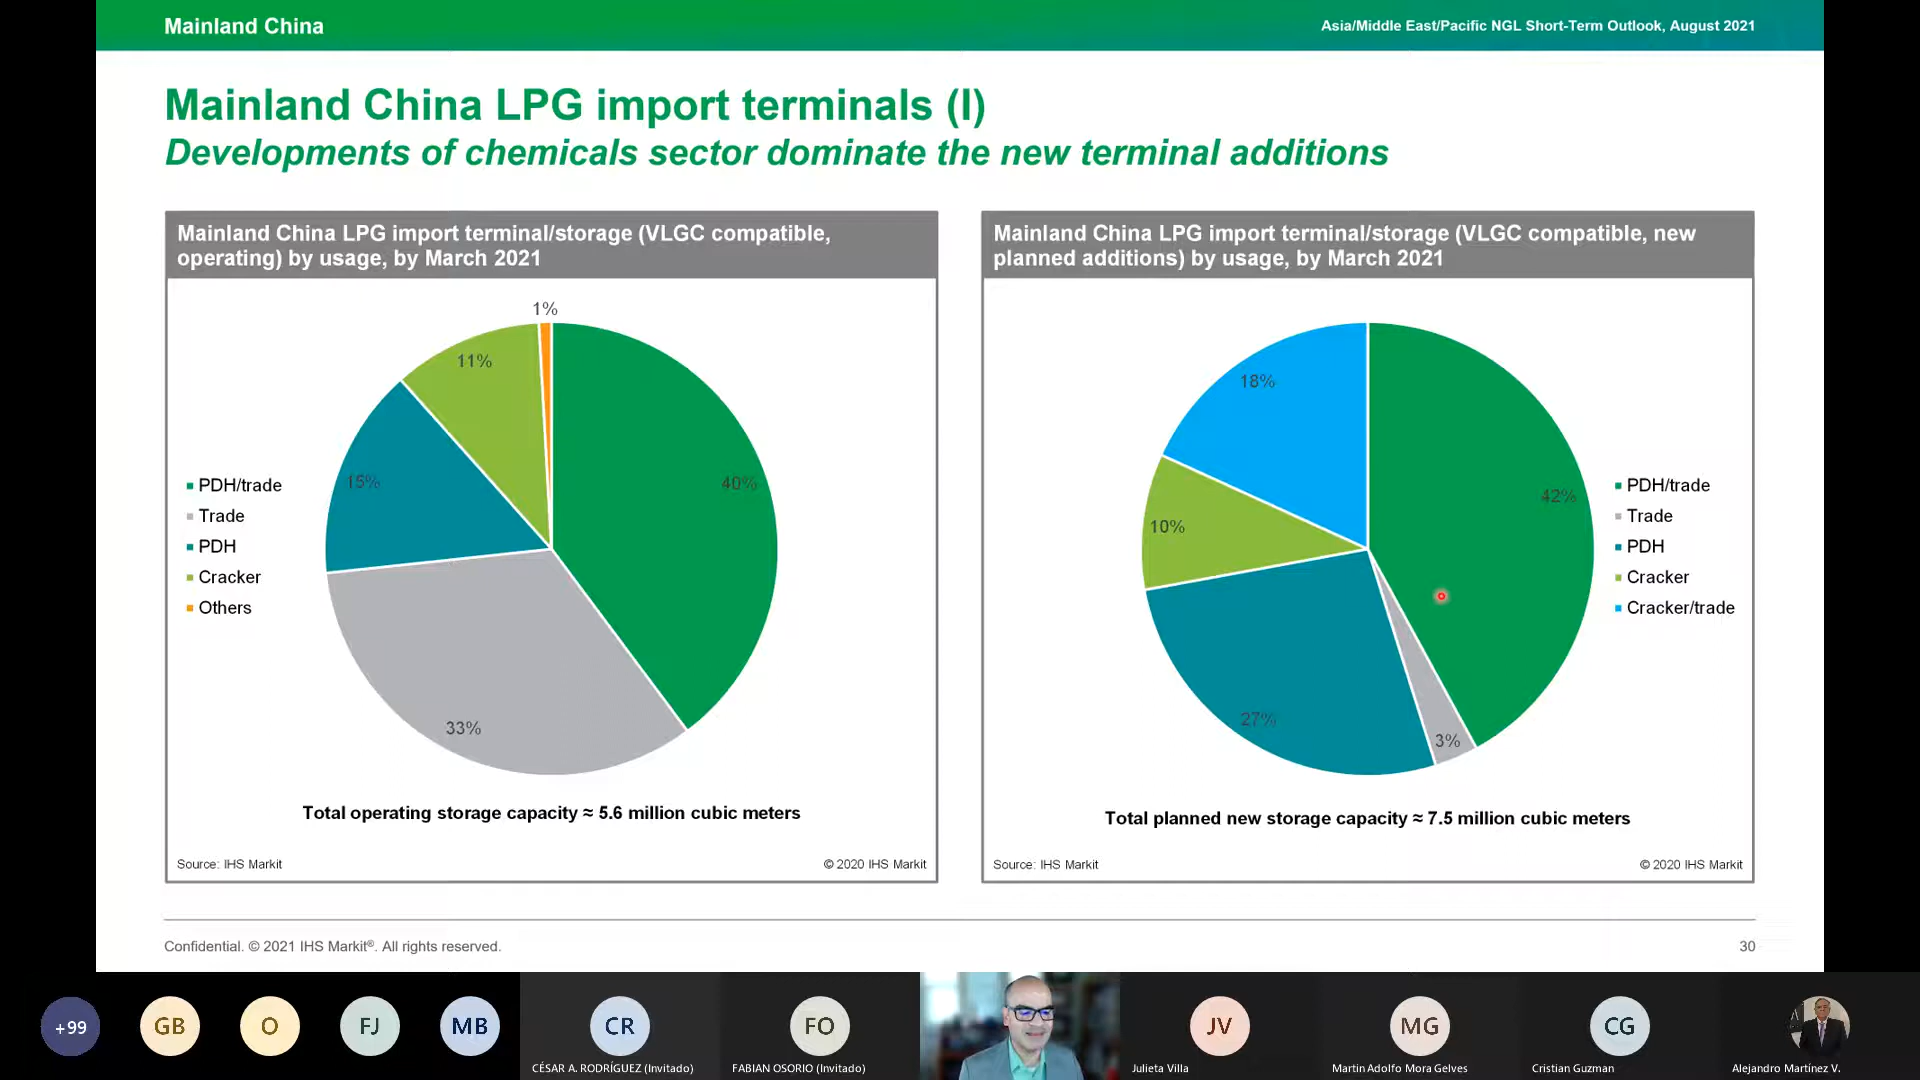 Mainland China
Asia/Middle East/Pacific NGL Short-Term Outlook, August 2021
Mainland China LPG import terminals (I)
Developments of chemicals sector dominate the new terminal additions
Mainland China LPG import terminal/storage (VLGC compatible,
operating) by usage, by March 2021
1%
11%
15%
40%
33%
PDH/trade
Trade
PDH
Cracker
Others
Total operating storage capacity ≈ 5.6 million cubic meters
Source: IHS Markit
© 2020 IHS Markit
Mainland China LPG import terminal/storage (VLGC compatible, new
planned additions) by usage, by March 2021
18%
42%
10%
27%
3%
PDH/trade
Trade
PDH
Cracker
Cracker/trade
Total planned new storage capacity ≈ 7.5 million cubic meters
Source: IHS Markit
© 2020 IHS Markit
Confidential. © 2021 IHS Markit®. All rights reserved.
30
+99
GB
O
FJ
MB
CR
CÉSAR A. RODRÍGUEZ (Invitado)
FO
FABIAN OSORIO (Invitado)
JV
Julieta Villa
MG
Martin Adolfo Mora Gelves
CG
Cristian Guzman
Alejandro Martínez V.